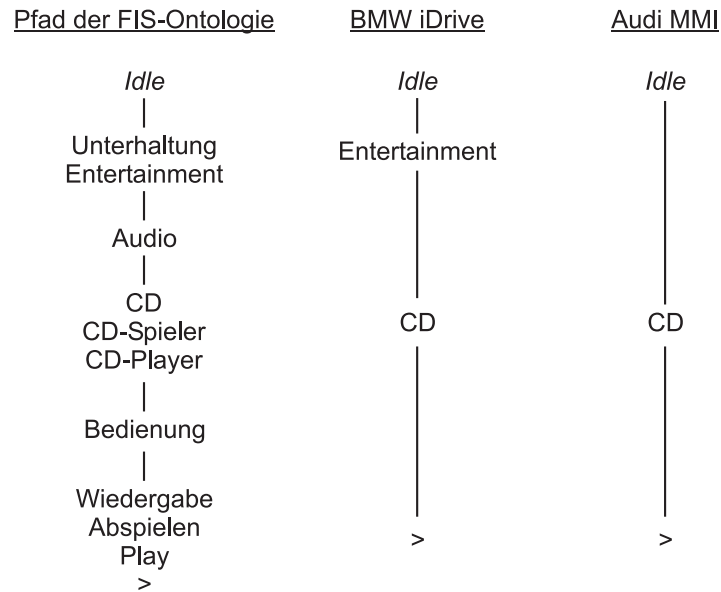 Pfad der FIS-Ontologie
BMW iDrive
Audi MMI
Idle
Idle
Idle
Unterhaltung
Entertainment
Entertainment
Audio
CD
CD-Spieler
CD-Player
CD
CD
Bedienung
Wiedergabe
Abspielen
Play
>
>
>